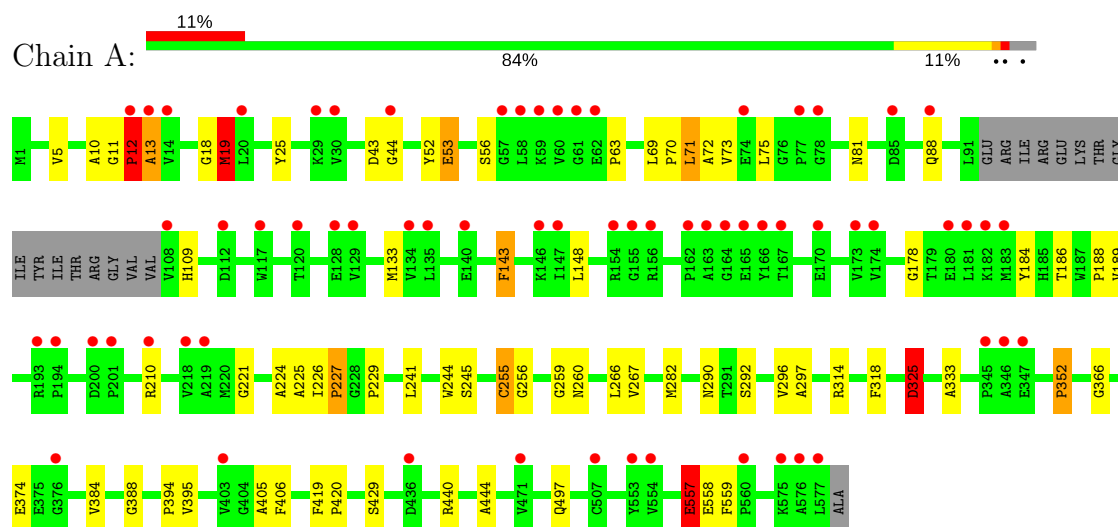 11%
Chain A:
84% 11% •• •
M1 V5 A10 G11 P12 A13 V14 G18 M19 L20 Y25 K29 V30 D43 G44 Y52 E53 S56 G57 L58 K59 V60 G61 E62 P63 L69 P70 L71 A72 V73 E74 L75 G76 P77 G78 N81 D85 Q88 L91 GLU ARG ILE ARG GLU LYS THR GLY
ILE TYR ILE THR ARG GLY VAL VAL V108 H109 D112 W117 T120 E128 V129 M133 V134 L135 E140 F143 K146 I147 L148 R154 G155 R156 P162 A163 G164 E165 Y166 T167 E170 V173 V174 G178 T179 E180 L181 K182 M183 Y184 H185 T186 W187 P188 V189
R193 P194 D200 P201 R210 V218 A219 M220 G221 A224 A225 I226 P227 G228 P229 L241 W244 S245 C255 G256 G259 N260 L266 V267 M282 N290 T291 S292 V296 A297 R314 F318 D325 A333 P345 A346 E347 P352 G366
E374 E375 G376 V384 G388 P394 V395 V403 G404 A405 F406 F419 P420 S429 D436 R440 A444 V471 Q497 C507 Y553 V554 E557 E558 F559 P560 K575 A576 L577 ALA